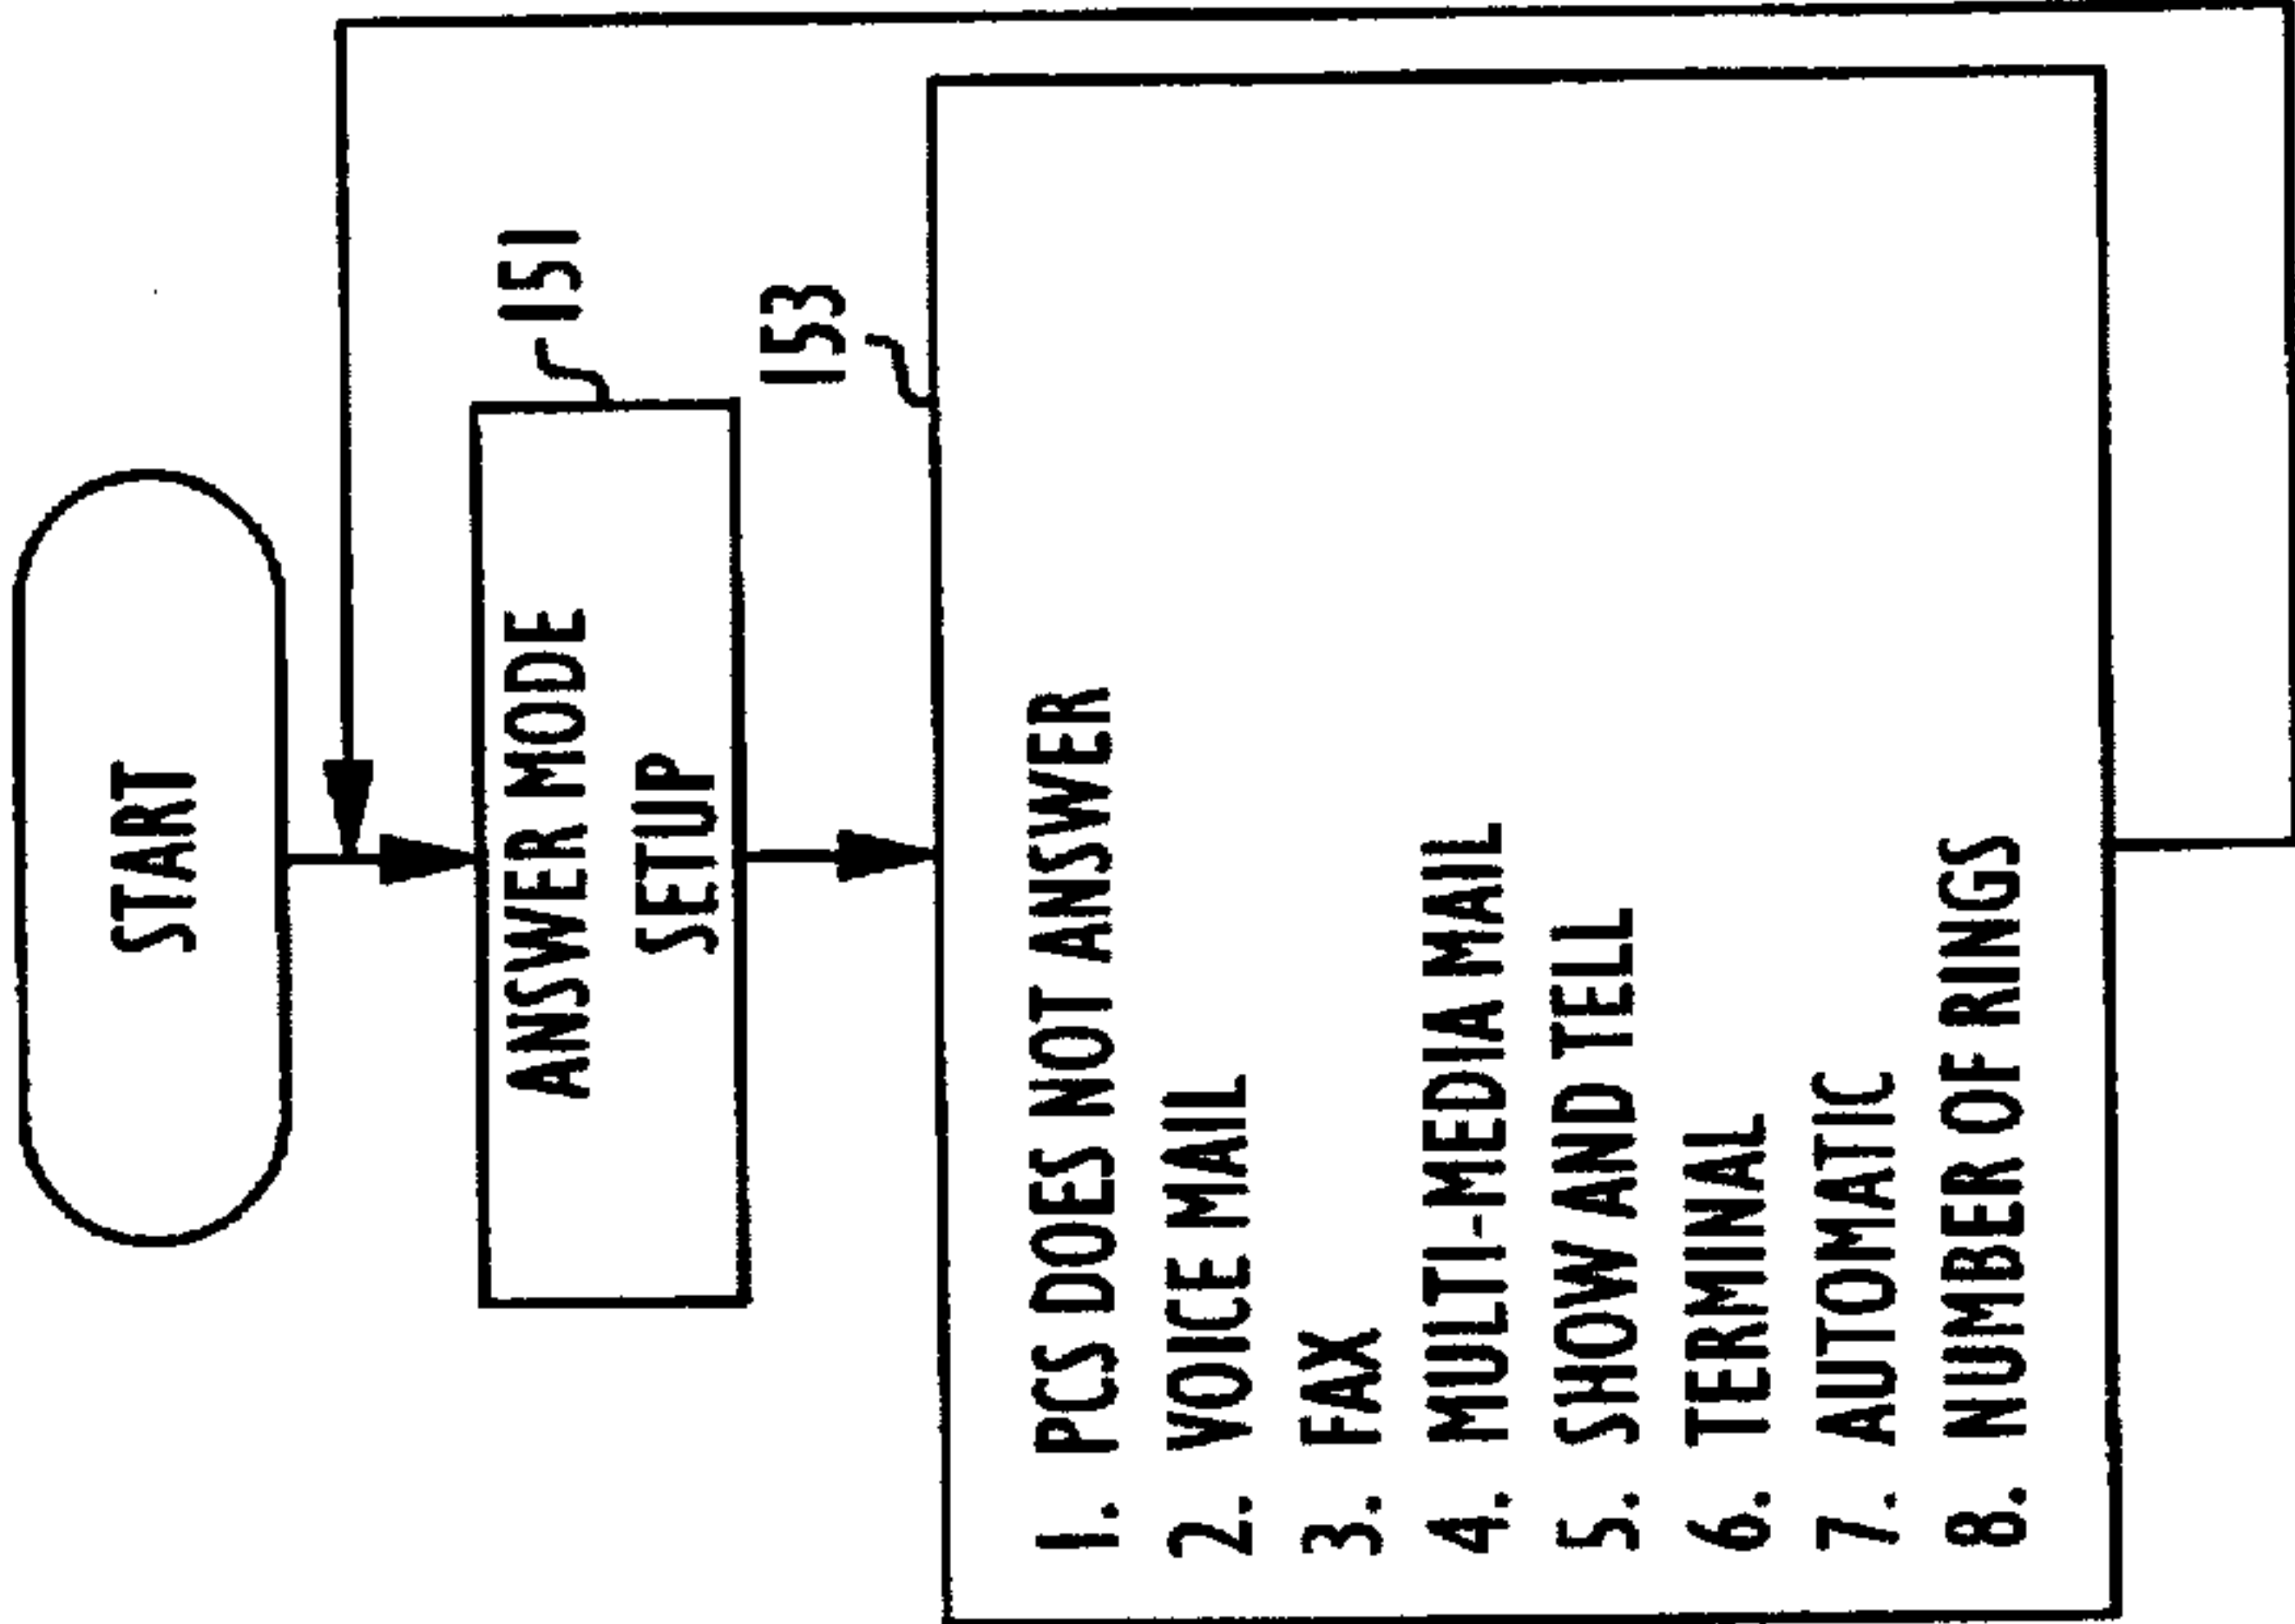 START
151
ANSWER MODE
SETUP
153
1. PCS DOES NOT ANSWER
2. VOICE MAIL
3. FAX
4. MULTI-MEDIA MAIL
5. SHOW AND TELL
6. TERMINAL
7. AUTOMATIC
8. NUMBER OF RINGS